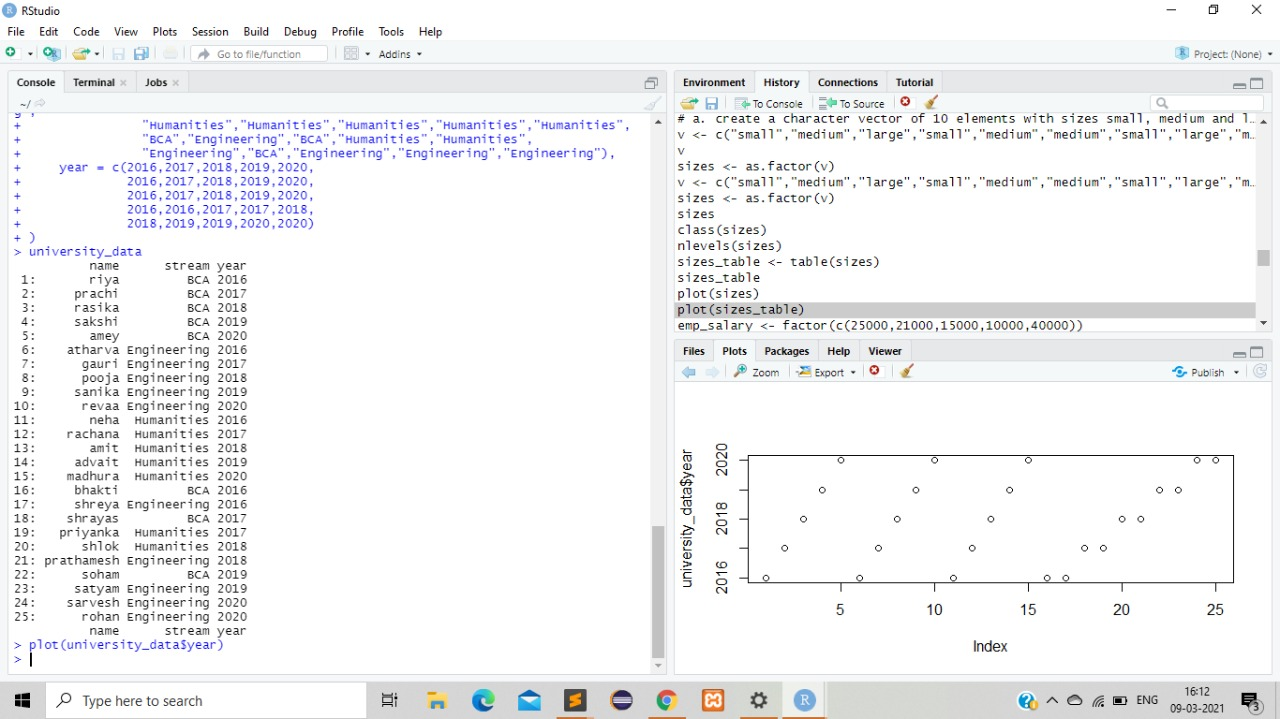 RStudio
File Edit Code View Plots Session Build Debug Profile Tools Help
Go to file/function Addins Project: (None)
Console Terminal Jobs
~/
+ "Humanities","Humanities","Humanities","Humanities","Humanities",
+ "BCA","Engineering","BCA","Humanities","Humanities",
+ "Engineering","BCA","Engineering","Engineering","Engineering"),
+ year = c(2016,2017,2018,2019,2020,
+ 2016,2017,2018,2019,2020,
+ 2016,2017,2018,2019,2020,
+ 2016,2016,2017,2017,2018,
+ 2018,2019,2019,2020,2020)
+ )
> university_data
name stream year
1: riya BCA 2016
2: prachi BCA 2017
3: rasika BCA 2018
4: sakshi BCA 2019
5: amey BCA 2020
6: atharva Engineering 2016
7: gauri Engineering 2017
8: pooja Engineering 2018
9: sanika Engineering 2019
10: revaa Engineering 2020
11: neha Humanities 2016
12: rachana Humanities 2017
13: amit Humanities 2018
14: advait Humanities 2019
15: madhura Humanities 2020
16: bhakti BCA 2016
17: shreya Engineering 2016
18: shrayas BCA 2017
19: priyanka Humanities 2017
20: shlok Humanities 2018
21: prathamesh Engineering 2018
22: soham BCA 2019
23: satyam Engineering 2019
24: sarvesh Engineering 2020
25: rohan Engineering 2020
name stream year
> plot(university_data$year)
>
Environment History Connections Tutorial
To Console To Source
# a. create a character vector of 10 elements with sizes small, medium and l…
v <- c("small","medium","large","small","medium","medium","small","large","m…
v
sizes <- as.factor(v)
v <- c("small","medium","large","small","medium","medium","small","large","m…
sizes <- as.factor(v)
sizes
class(sizes)
nlevels(sizes)
sizes_table <- table(sizes)
sizes_table
plot(sizes)
plot(sizes_table)
emp_salary <- factor(c(25000,21000,15000,10000,40000))
Files Plots Packages Help Viewer
Zoom Export Publish
university_data$year
2020
2018
2016
5 10 15 20 25
Index
Type here to search
ENG
16:12
09-03-2021
3